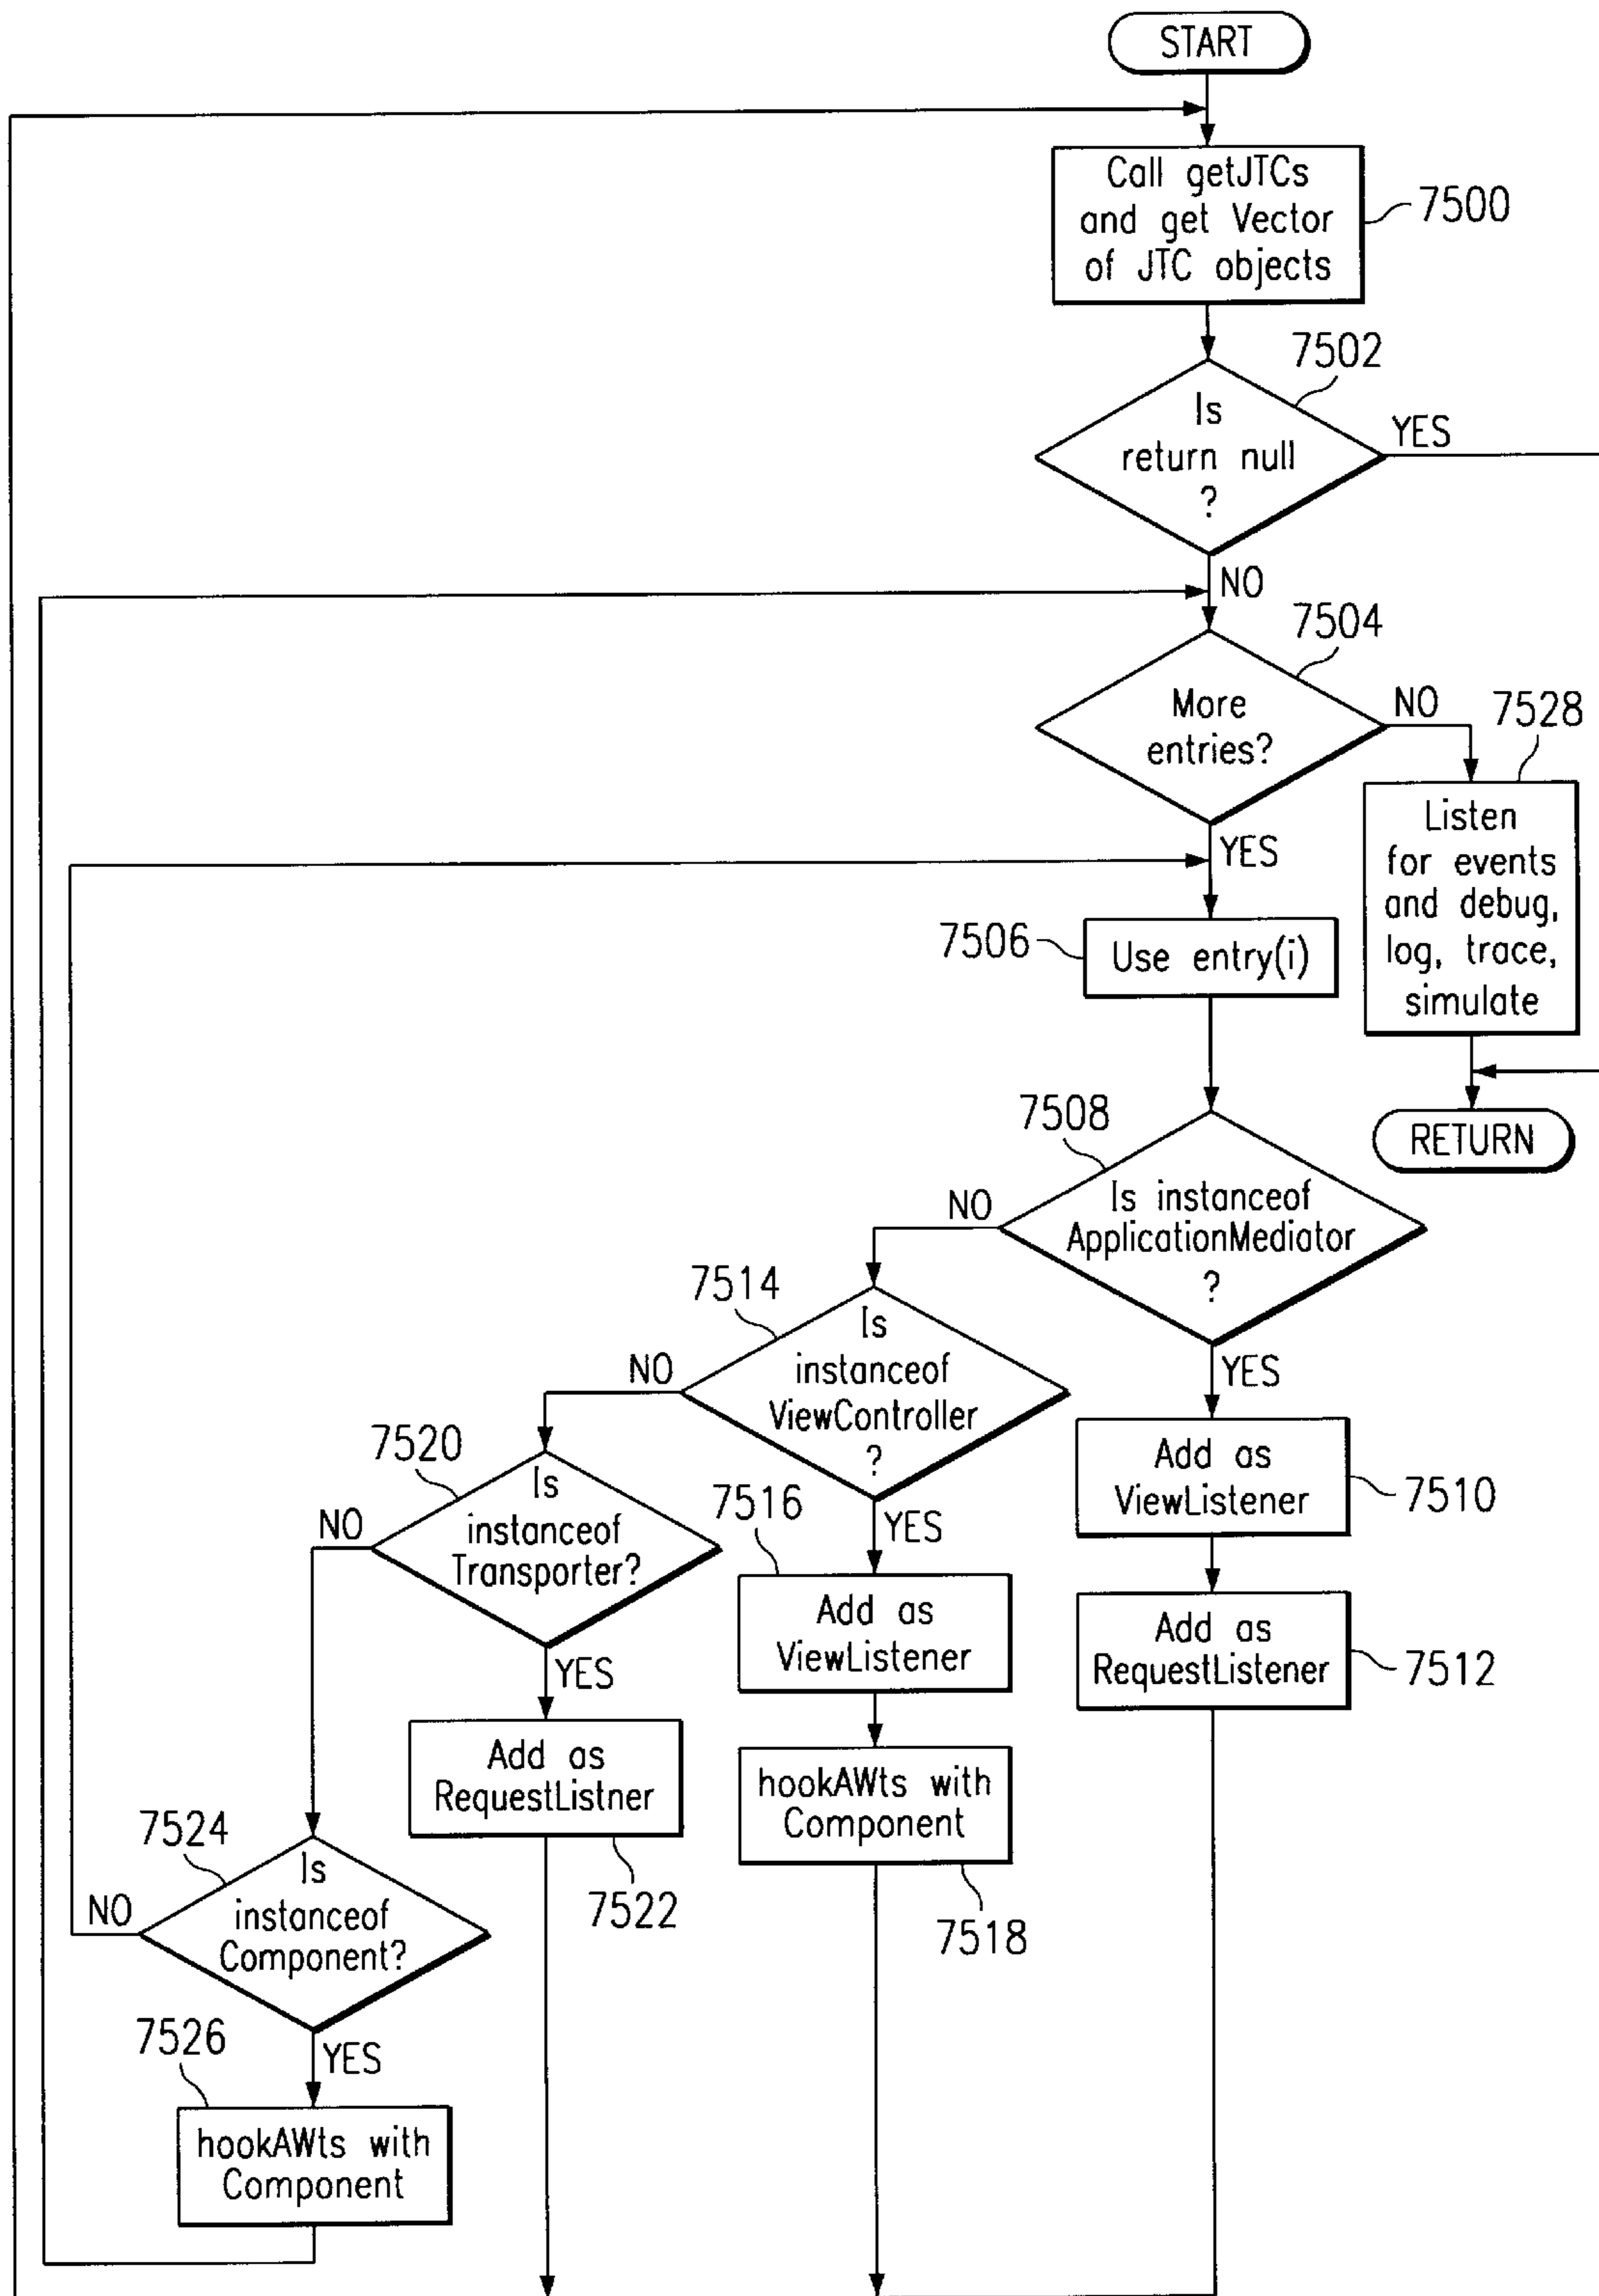 START
Call getJTCs
and get Vector
of JTC objects
7500
7502
Is
return null
?
YES
NO
7504
More
entries?
NO
7528
YES
Listen
for events
and debug,
log, trace,
simulate
7506
Use entry(i)
RETURN
7508
Is instanceof
ApplicationMediator
?
NO
YES
7514
Is
instanceof
ViewController
?
NO
YES
7510
Add as
ViewListener
7520
Is
instanceof
Transporter?
NO
YES
7516
Add as
ViewListener
7512
Add as
RequestListener
Add as
RequestListner
7522
hookAWts with
Component
7518
7524
Is
instanceof
Component?
NO
YES
7526
hookAWts with
Component